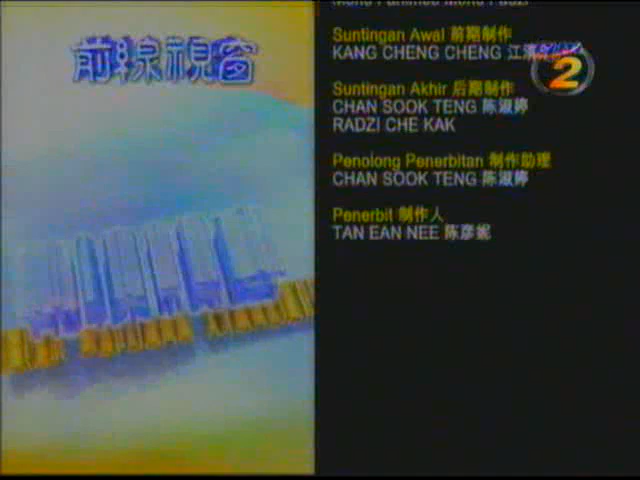 前線視窗
Suntingan Awal 前期制作
KANG CHENG CHENG 江
2
Suntingan Akhir 后期制作
CHAN SOOK TENG 陈淑婷
RADZI CHE KAK
Penolong Penerbitan 制作助理
CHAN SOOK TENG 陈淑婷
Penerbit 制作人
TAN EAN NEE 陈彦妮